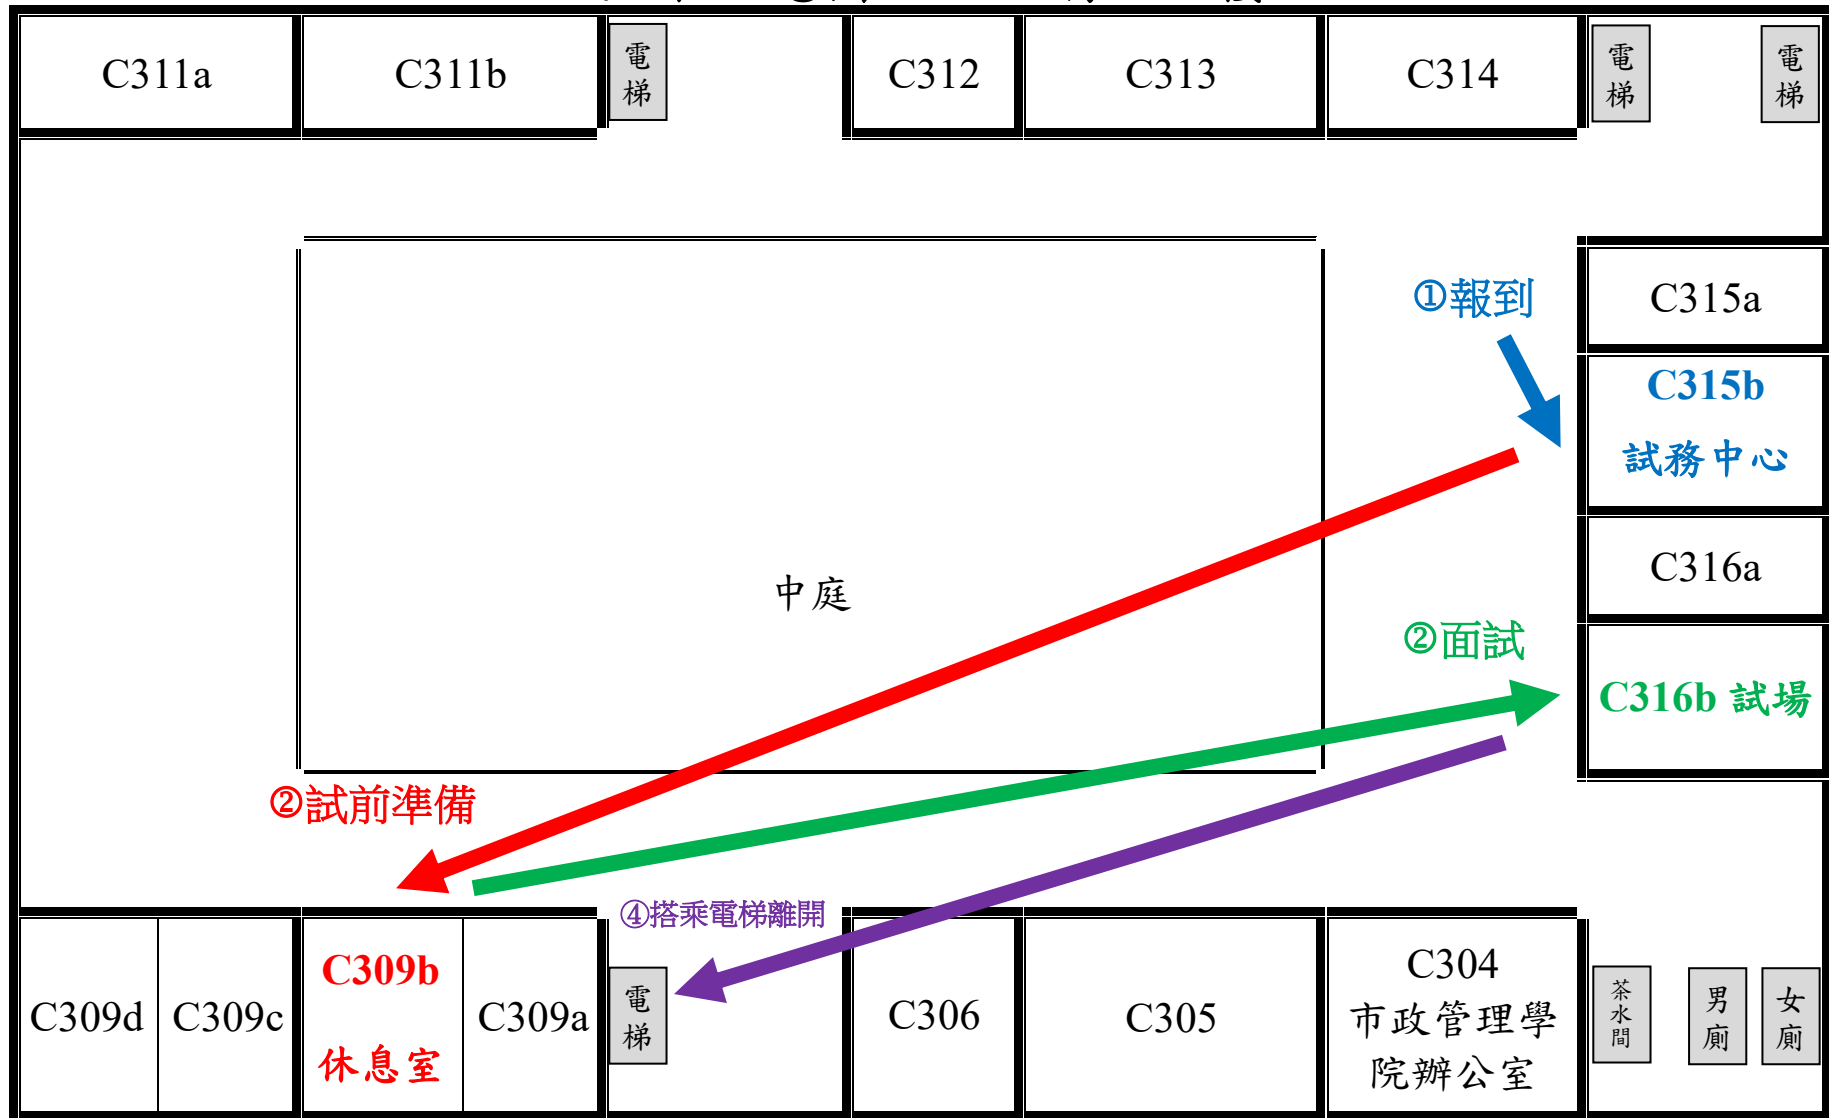 C311a
C311b
電梯
C312
C313
C314
電梯
電梯
①報到
C315a
C315b
試務中心
C316a
中庭
②面試
C316b 試場
②試前準備
④搭乘電梯離開
C309d
C309c
C309b
休息室
C309a
電梯
C306
C305
C304
市政管理學
院辦公室
茶水間
男廁
女廁